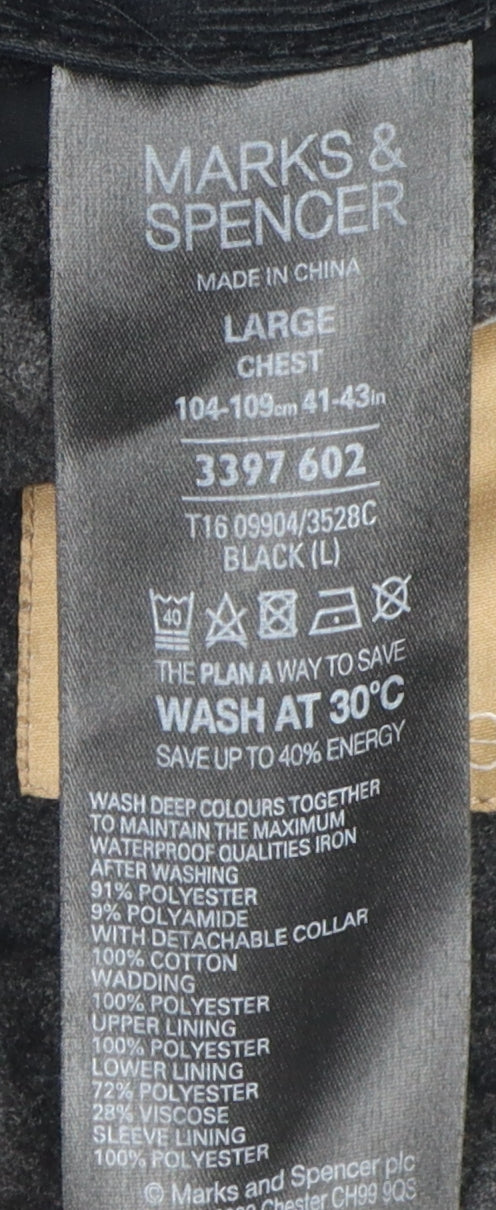 MARKS &
SPENCER
MADE IN CHINA
LARGE
CHEST
104-109cm 41-43in
3397 602
T16 09904/3528C
BLACK (L)
40
THE PLAN A WAY TO SAVE
WASH AT 30°C
SAVE UP TO 40% ENERGY
WASH DEEP COLOURS TOGETHER
TO MAINTAIN THE MAXIMUM
WATERPROOF QUALITIES IRON
AFTER WASHING
91% POLYESTER
9% POLYAMIDE
WITH DETACHABLE COLLAR
100% COTTON
WADDING
100% POLYESTER
UPPER LINING
100% POLYESTER
LOWER LINING
72% POLYESTER
28% VISCOSE
SLEEVE LINING
100% POLYESTER
© Marks and Spencer plc
Chester CH99 9QS